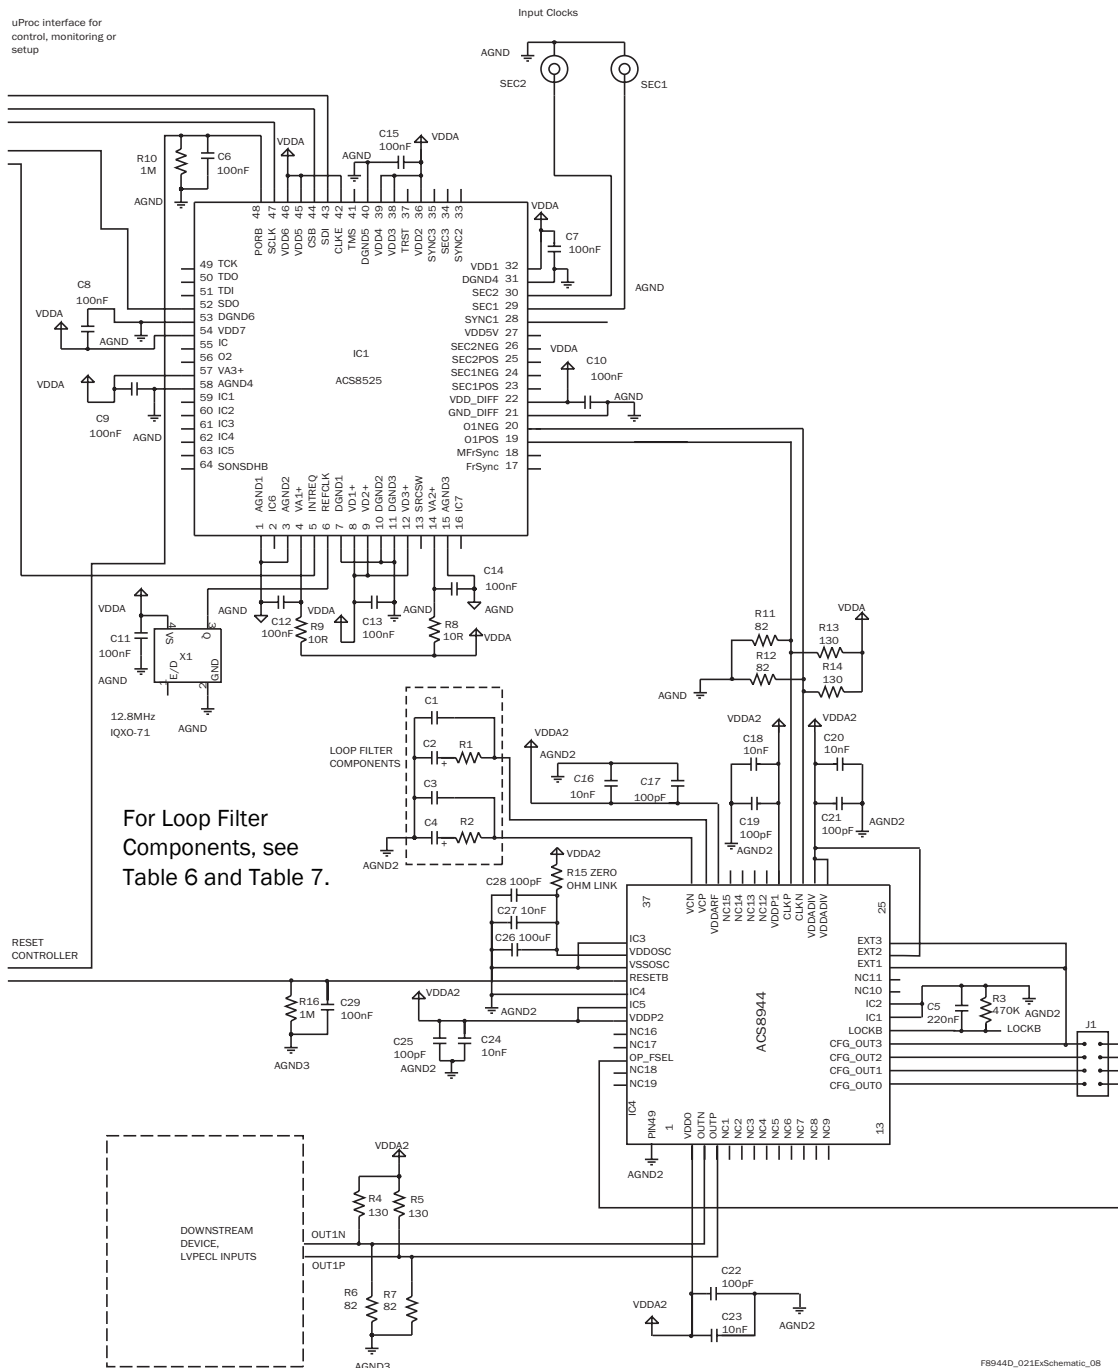 uProc interface for
control, monitoring or
setup
Input Clocks
AGND
SEC2
SEC1
R10
1M
C6
100nF
AGND
VDDA
C15
100nF
VDDA
AGND
48 PORB
47 SCLK
46 VDD6
45 VDD5
44 CSB
43 SDI
42 CLKE
41 TMS
40 DGND5
39 VDD4
38 VDD3
37 TRST
36 VDD2
35 SYNC3
34 SEC3
33 SYNC2
VDDA
C7
100nF
AGND
49 TCK
50 TDO
51 TDI
52 SDO
53 DGND6
54 VDD7
55 IC
56 O2
57 VA3+
58 AGND4
59 IC1
60 IC2
61 IC3
62 IC4
63 IC5
64 SONSDHB
IC1
ACS8525
VDD1 32
DGND4 31
SEC2 30
SEC1 29
SYNC1 28
VDD5V 27
SEC2NEG 26
SEC2POS 25
SEC1NEG 24
SEC1POS 23
VDD_DIFF 22
GND_DIFF 21
O1NEG 20
O1POS 19
MFrSync 18
FrSync 17
C8
100nF
VDDA
AGND
VDDA
C9
100nF
AGND
VDDA
C10
100nF
AGND
AGND1 1
IC6 2
AGND2 3
VA1+ 4
INTREQ 5
REFCLK 6
DGND1 7
VD1+ 8
VD2+ 9
DGND2 10
DGND3 11
VD3+ 12
SRCSW 13
VA2+ 14
AGND3 15
IC7 16
C14
100nF
AGND
VDDA
C11
100nF
AGND
4 VS
3 Q
X1
E/D 1
GND 2
12.8MHz
IQXO-71
AGND
AGND
C12
100nF
R9
10R
VDDA
C13
100nF
AGND
R8
10R
VDDA
R11
82
R12
82
AGND
VDDA
R13
130
R14
130
LOOP FILTER
COMPONENTS
C1
C2
+
R1
C3
C4
+
R2
AGND2
VDDA2
AGND2
C16
10nF
C17
100pF
VDDA2
C18
10nF
C19
100pF
AGND2
VDDA2
C20
10nF
C21
100pF
AGND2
For Loop Filter
Components, see
Table 6 and Table 7.
VDDA2
R15 ZERO
OHM LINK
C28 100pF
C27 10nF
C26 100uF
AGND2
RESET
CONTROLLER
R16
1M
C29
100nF
AGND3
VDDA2
C25
100pF
C24
10nF
AGND2
37
VCN
VCP
VDDARF
NC15
NC14
NC13
NC12
VDDP1
CLKP
CLKN
VDDADIV
VDDADIV
25
IC3
VDDOSC
VSSOSC
RESETB
IC4
IC5
VDDP2
NC16
NC17
OP_FSEL
NC18
NC19
ACS8944
IC4
EXT3
EXT2
EXT1
NC11
NC10
IC2
IC1
LOCKB
CFG_OUT3
CFG_OUT2
CFG_OUT1
CFG_OUT0
PIN49
1
VDDO
OUTN
OUTP
NC1
NC2
NC3
NC4
NC5
NC6
NC7
NC8
NC9
13
AGND2
C5
220nF
R3
470K
AGND2
LOCKB
J1
DOWNSTREAM
DEVICE,
LVPECL INPUTS
VDDA2
R4
130
R5
130
OUT1N
OUT1P
R6
82
R7
82
AGND3
C22
100pF
VDDA2
C23
10nF
AGND2
F8944D_021ExSchematic_08